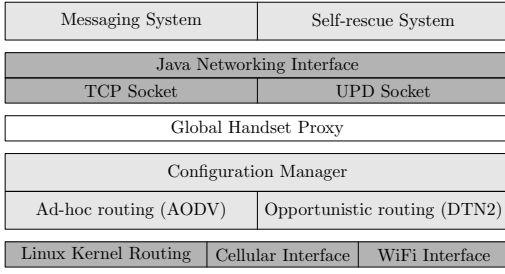 Messaging System
Self-rescue System
Java Networking Interface
TCP Socket
UPD Socket
Global Handset Proxy
Configuration Manager
Ad-hoc routing (AODV)
Opportunistic routing (DTN2)
Linux Kernel Routing
Cellular Interface
WiFi Interface